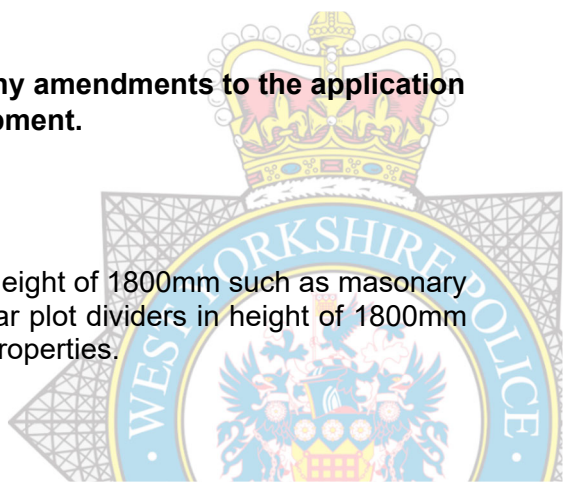 ny amendments to the application
pment.
WEST YORKSHIRE POLICE
eight of 1800mm such as masonary
ar plot dividers in height of 1800mm
roperties.